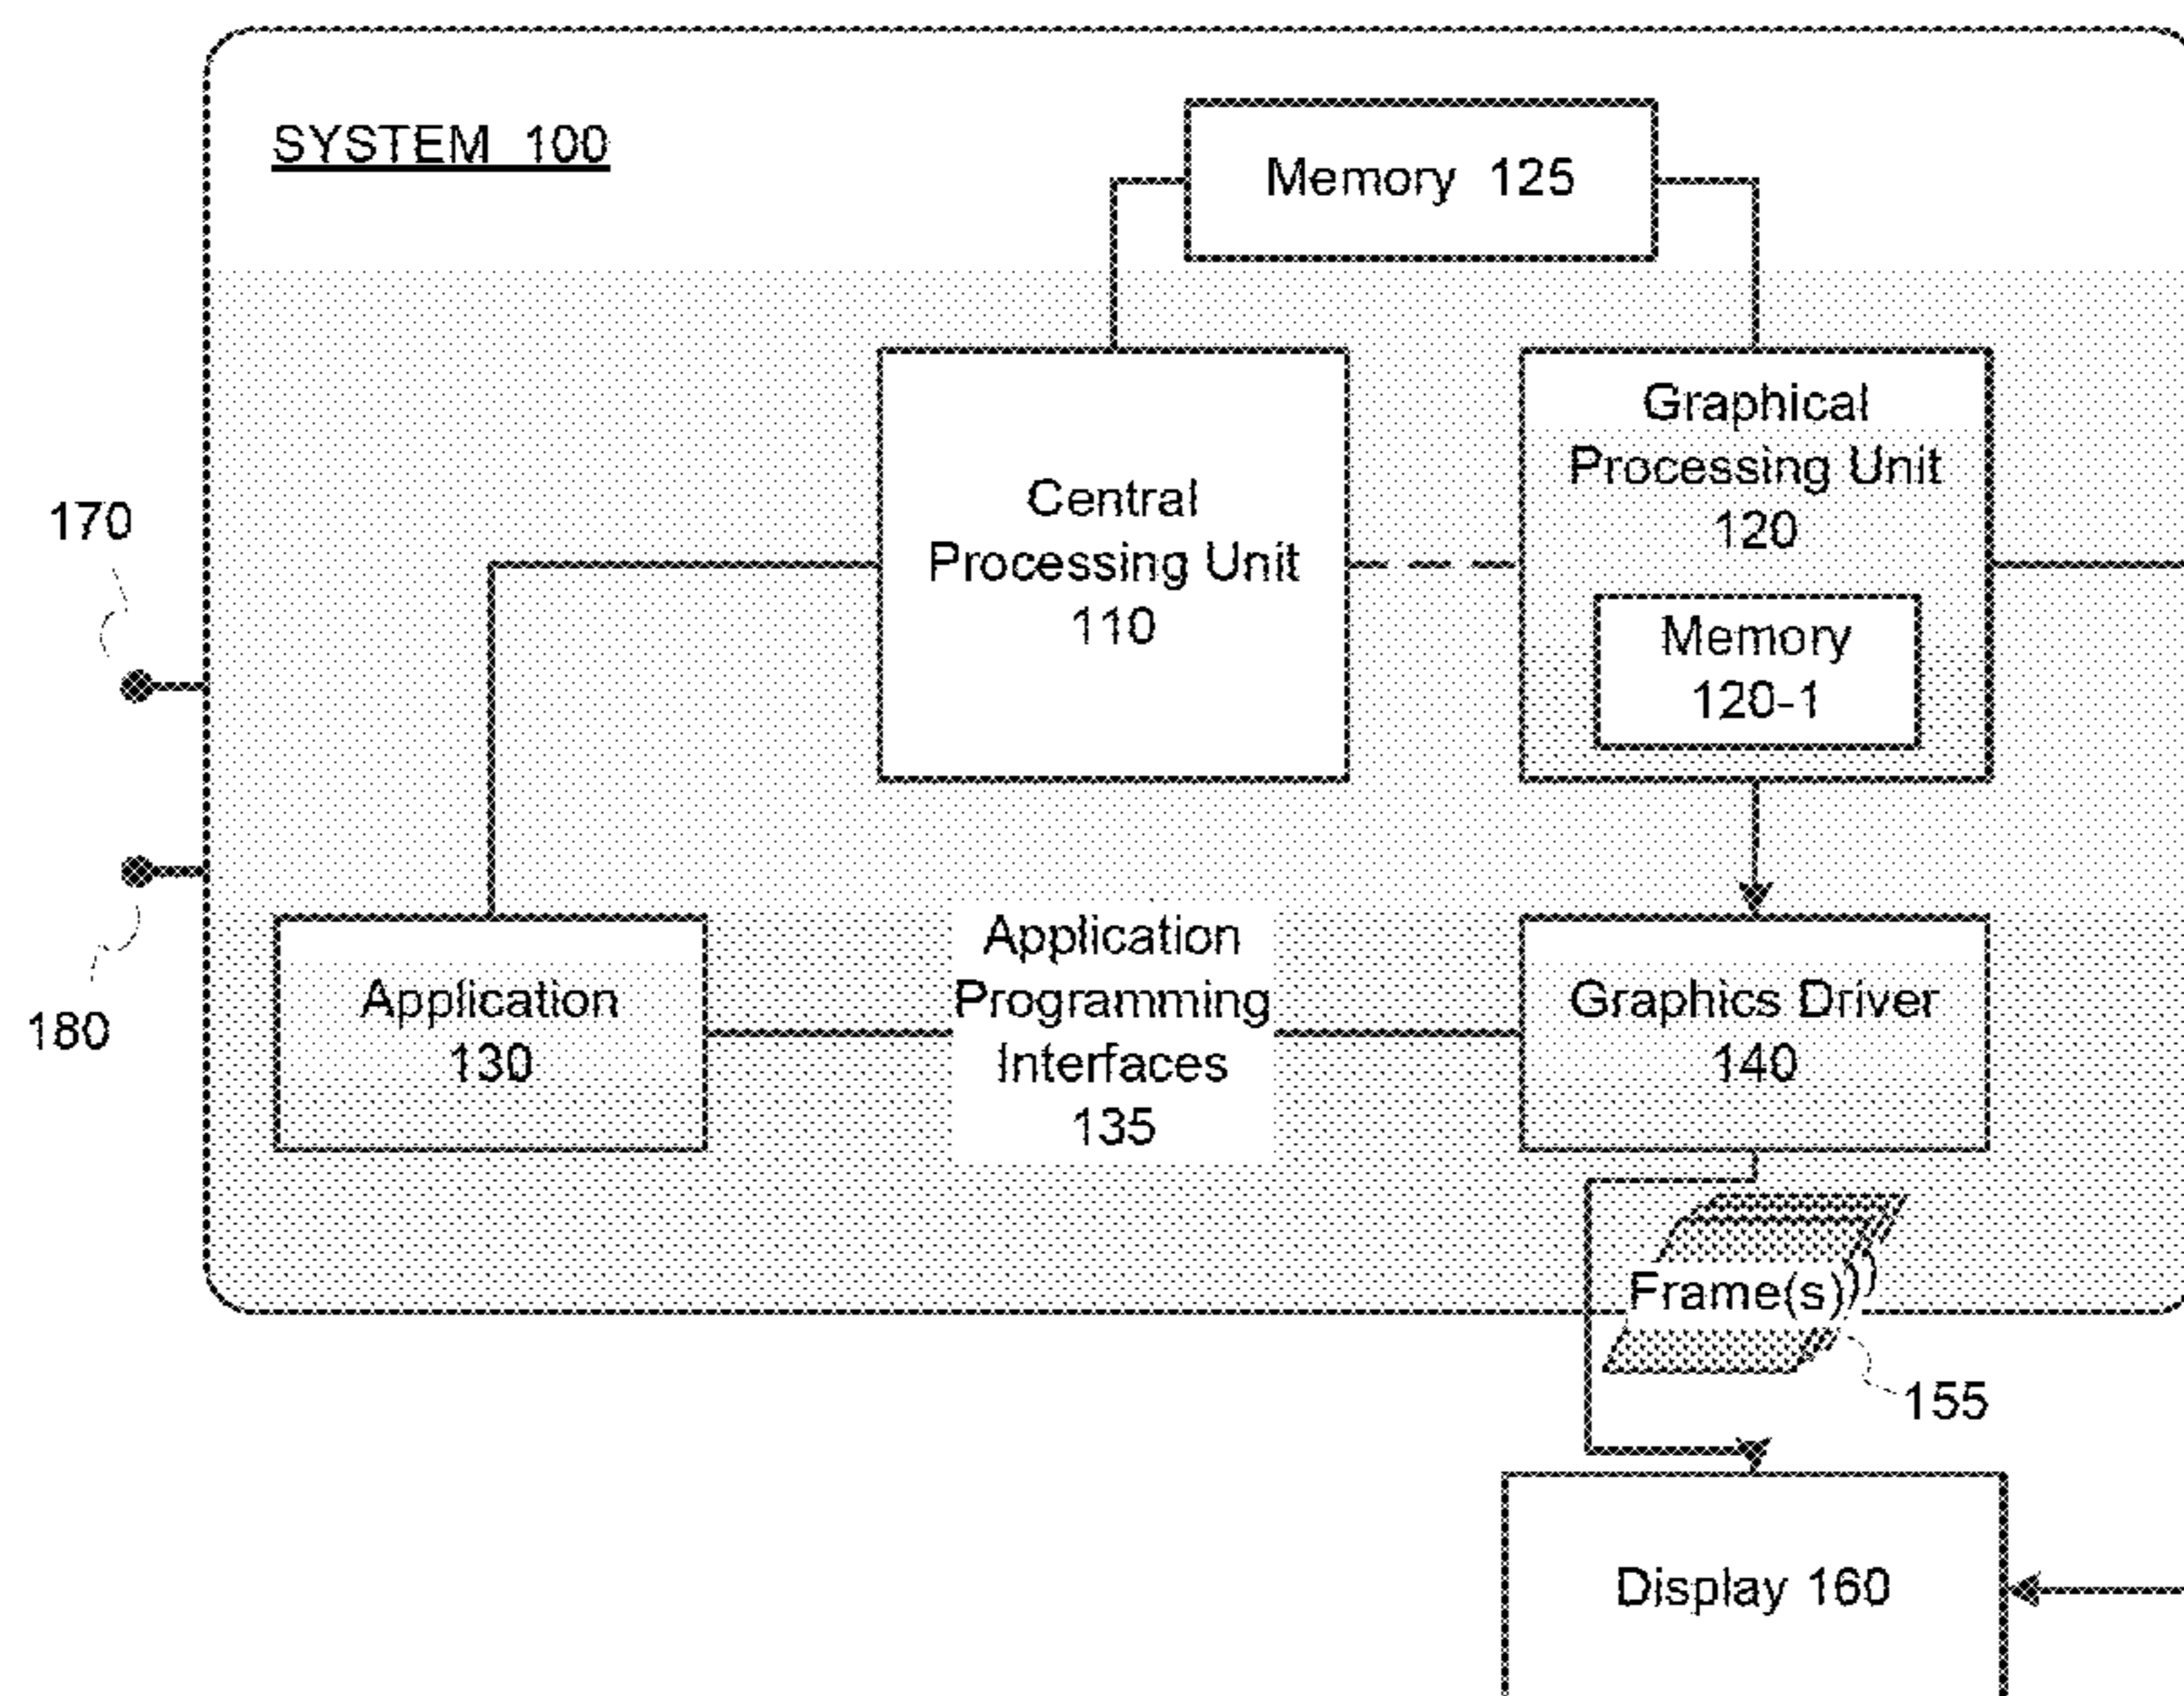 SYSTEM 100
Memory 125
Graphical
Processing Unit
120
Central
Processing Unit
110
Memory
120-1
170
180
Application
130
Application
Programming
Interfaces
135
Graphics Driver
140
Frame(s)
155
Display 160